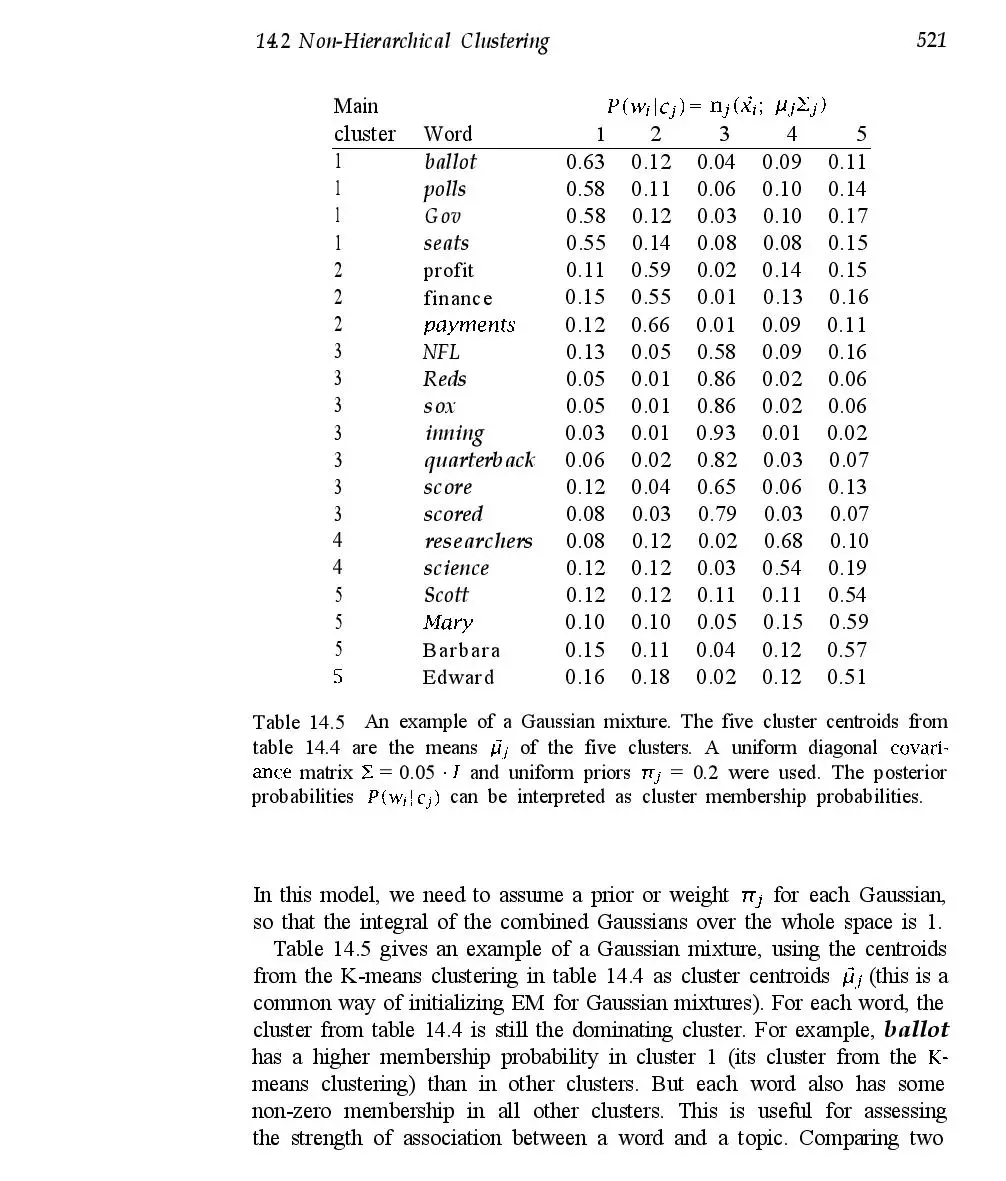 14.2 Non-Hierarchical Clustering 521
Main P(wi|cj) = nj(x⃗i; μjΣj)
cluster Word 1 2 3 4 5
1 ballot 0.63 0.12 0.04 0.09 0.11
1 polls 0.58 0.11 0.06 0.10 0.14
1 Gov 0.58 0.12 0.03 0.10 0.17
1 seats 0.55 0.14 0.08 0.08 0.15
2 profit 0.11 0.59 0.02 0.14 0.15
2 finance 0.15 0.55 0.01 0.13 0.16
2 payments 0.12 0.66 0.01 0.09 0.11
3 NFL 0.13 0.05 0.58 0.09 0.16
3 Reds 0.05 0.01 0.86 0.02 0.06
3 sox 0.05 0.01 0.86 0.02 0.06
3 inning 0.03 0.01 0.93 0.01 0.02
3 quarterback 0.06 0.02 0.82 0.03 0.07
3 score 0.12 0.04 0.65 0.06 0.13
3 scored 0.08 0.03 0.79 0.03 0.07
4 researchers 0.08 0.12 0.02 0.68 0.10
4 science 0.12 0.12 0.03 0.54 0.19
5 Scott 0.12 0.12 0.11 0.11 0.54
5 Mary 0.10 0.10 0.05 0.15 0.59
5 Barbara 0.15 0.11 0.04 0.12 0.57
5 Edward 0.16 0.18 0.02 0.12 0.51
Table 14.5 An example of a Gaussian mixture. The five cluster centroids from
table 14.4 are the means μ⃗j of the five clusters. A uniform diagonal covari-
ance matrix Σ = 0.05 · I and uniform priors πj = 0.2 were used. The posterior
probabilities P(wi|cj) can be interpreted as cluster membership probabilities.
In this model, we need to assume a prior or weight πj for each Gaussian,
so that the integral of the combined Gaussians over the whole space is 1.
Table 14.5 gives an example of a Gaussian mixture, using the centroids
from the K-means clustering in table 14.4 as cluster centroids μ⃗j (this is a
common way of initializing EM for Gaussian mixtures). For each word, the
cluster from table 14.4 is still the dominating cluster. For example, ballot
has a higher membership probability in cluster 1 (its cluster from the K-
means clustering) than in other clusters. But each word also has some
non-zero membership in all other clusters. This is useful for assessing
the strength of association between a word and a topic. Comparing two